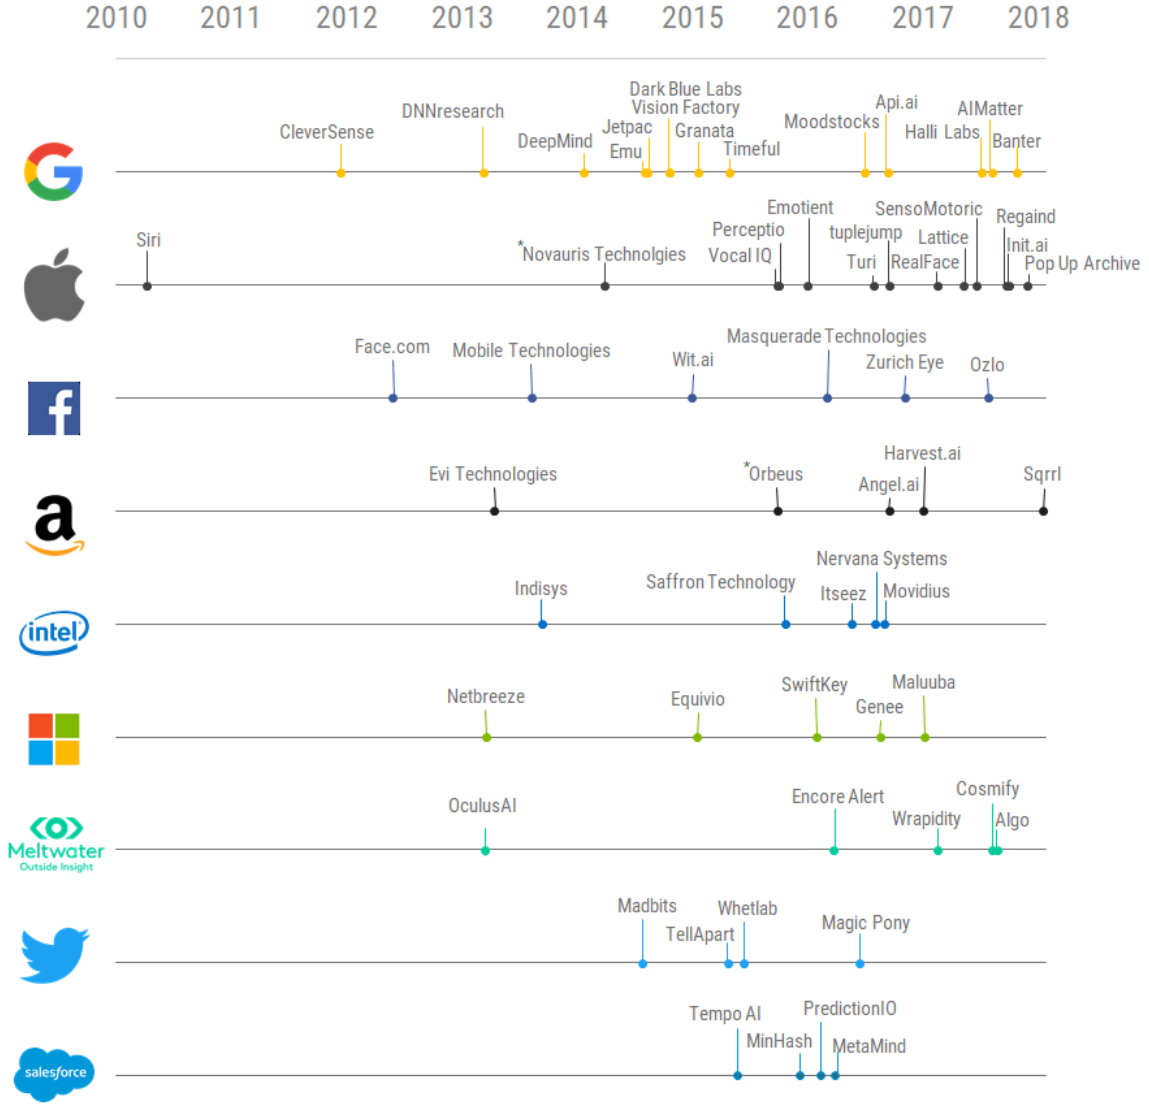 2010 2011 2012 2013 2014 2015 2016 2017 2018
Dark Blue Labs
Vision Factory
DNNresearch
CleverSense
DeepMind
Jetpac
Emu
Granata
Timeful
Moodstocks
Api.ai
Halli Labs
AIMatter
Banter
G
Siri
*Novauris Technolgies
Perceptio
Vocal IQ
Emotient
tuplejump
Turi
RealFace
SensoMotoric
Lattice
Regaind
Init.ai
Pop Up Archive
Face.com
Mobile Technologies
Wit.ai
Masquerade Technologies
Zurich Eye
Ozlo
f
Evi Technologies
*Orbeus
Angel.ai
Harvest.ai
Sqrrl
a
Indisys
Saffron Technology
Itseez
Nervana Systems
Movidius
intel
Netbreeze
Equivio
SwiftKey
Genee
Maluuba
OculusAI
Encore Alert
Wrapidity
Cosmify
Algo
Meltwater
Outside Insight
Madbits
TellApart
Whetlab
Magic Pony
Tempo AI
MinHash
PredictionIO
MetaMind
salesforce